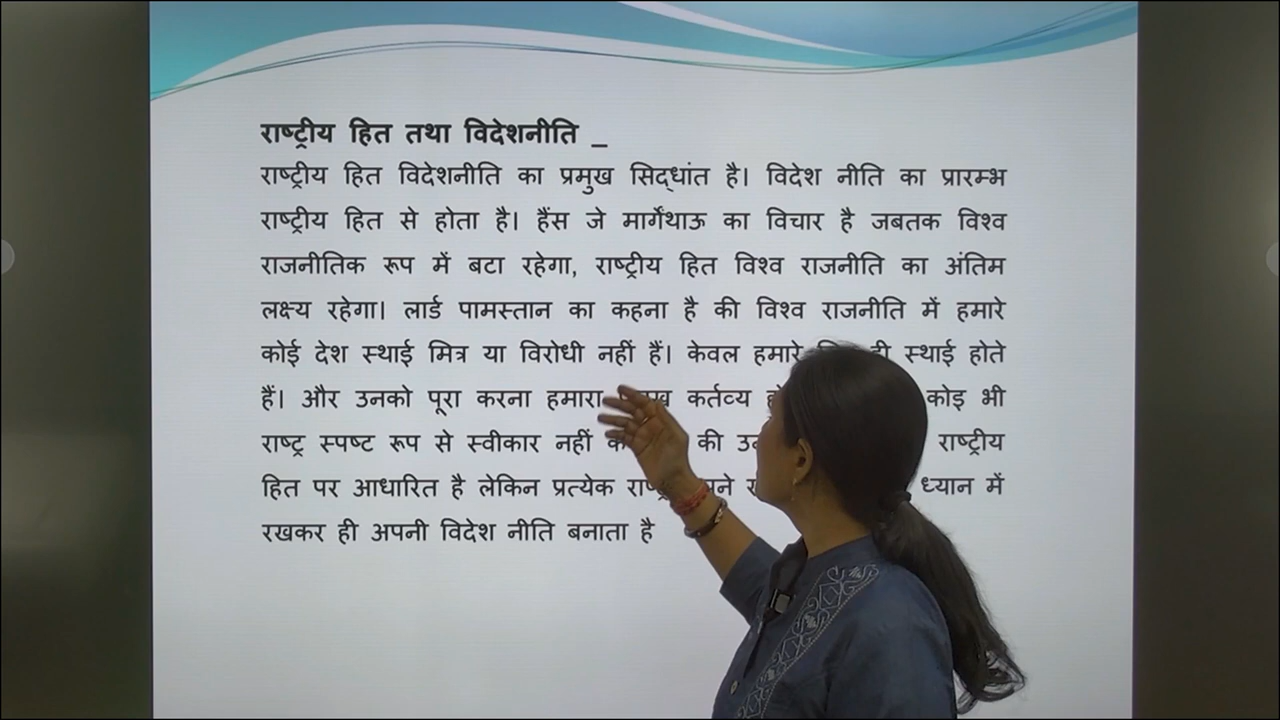 राष्ट्रीय हित तथा विदेशनीति _
राष्ट्रीय हित विदेशनीति का प्रमुख सिद्धांत है। विदेश नीति का प्रारम्भ
राष्ट्रीय हित से होता है। हैंस जे मार्गेंथाऊ का विचार है जबतक विश्व
राजनीतिक रूप में बटा रहेगा, राष्ट्रीय हित विश्व राजनीति का अंतिम
लक्ष्य रहेगा। लार्ड पामस्तान का कहना है की विश्व राजनीति में हमारे
कोई देश स्थाई मित्र या विरोधी नहीं हैं। केवल हमारे ही स्थाई होते
हैं। और उनको पूरा करना हमारा कर्तव्य कोइ भी
राष्ट्र स्पष्ट रूप से स्वीकार नहीं की राष्ट्रीय
हित पर आधारित है लेकिन प्रत्येक ध्यान में
रखकर ही अपनी विदेश नीति बनाता है